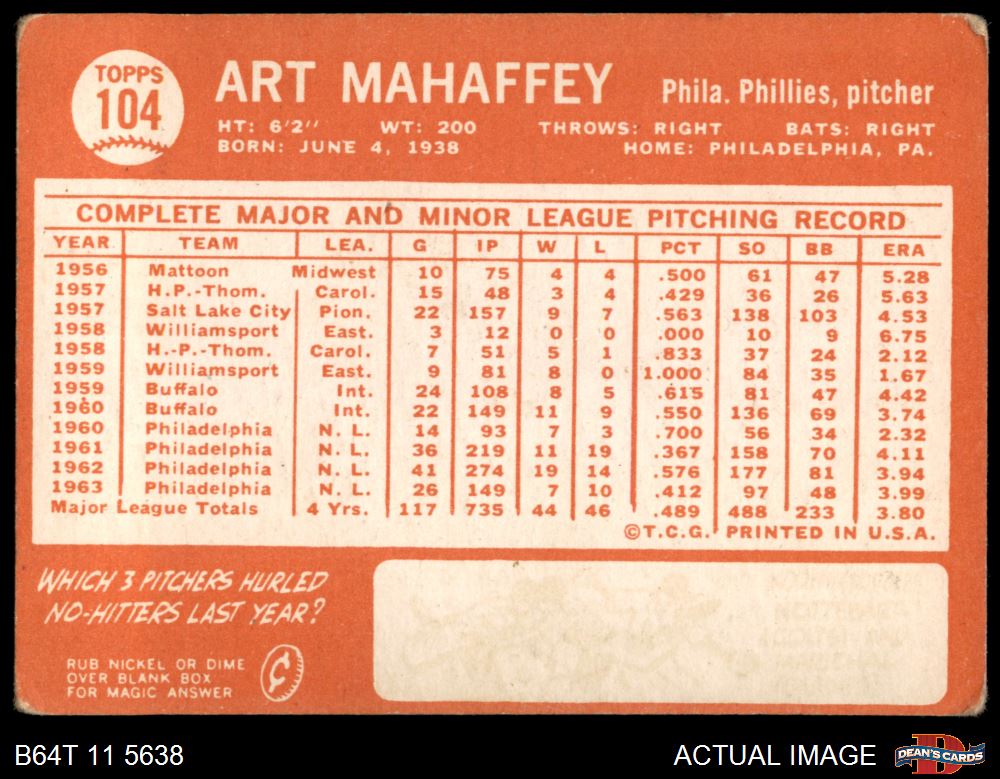 TOPPS
104
ART MAHAFFEY Phila. Phillies, pitcher
HT: 6'2" WT: 200 THROWS: RIGHT BATS: RIGHT
BORN: JUNE 4, 1938 HOME: PHILADELPHIA, PA.
COMPLETE MAJOR AND MINOR LEAGUE PITCHING RECORD
YEAR TEAM LEA. G IP W L PCT SO BB ERA
1956 Mattoon Midwest 10 75 4 4 .500 61 47 5.28
1957 H.P.-Thom. Carol. 15 48 3 4 .429 36 26 5.63
1957 Salt Lake City Pion. 22 157 9 7 .563 138 103 4.53
1958 Williamsport East. 3 12 0 0 .000 10 9 6.75
1958 H.-P.-Thom. Carol. 7 51 5 1 .833 37 24 2.12
1959 Williamsport East. 9 81 8 0 1.000 84 35 1.67
1959 Buffalo Int. 24 108 8 5 .615 81 47 4.42
1960 Buffalo Int. 22 149 11 9 .550 136 69 3.74
1960 Philadelphia N. L. 14 93 7 3 .700 56 34 2.32
1961 Philadelphia N. L. 36 219 11 19 .367 158 70 4.11
1962 Philadelphia N. L. 41 274 19 14 .576 177 81 3.94
1963 Philadelphia N. L. 26 149 7 10 .412 97 48 3.99
Major League Totals 4 Yrs. 117 735 44 46 .489 488 233 3.80
©T.C.G. PRINTED IN U.S.A.
WHICH 3 PITCHERS HURLED
NO-HITTERS LAST YEAR?
RUB NICKEL OR DIME
OVER BLANK BOX
FOR MAGIC ANSWER
¢
B64T 11 5638 ACTUAL IMAGE DEAN'S CARDS